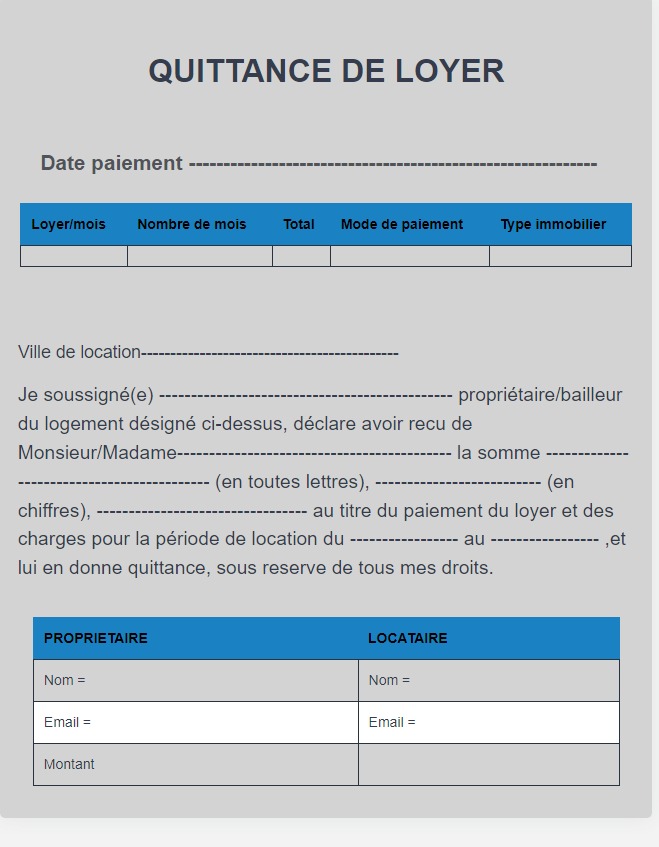 QUITTANCE DE LOYER
Date paiement -----------------------------------------------------------
Loyer/mois Nombre de mois Total Mode de paiement Type immobilier
Ville de location--------------------------------------------
Je soussigné(e) ---------------------------------------------- propriétaire/bailleur
du logement désigné ci-dessus, déclare avoir recu de
Monsieur/Madame------------------------------------------- la somme -------------
------------------------------ (en toutes lettres), -------------------------- (en
chiffres), --------------------------------- au titre du paiement du loyer et des
charges pour la période de location du ----------------- au ----------------- ,et
lui en donne quittance, sous reserve de tous mes droits.
PROPRIETAIRE LOCATAIRE
Nom = Nom =
Email = Email =
Montant